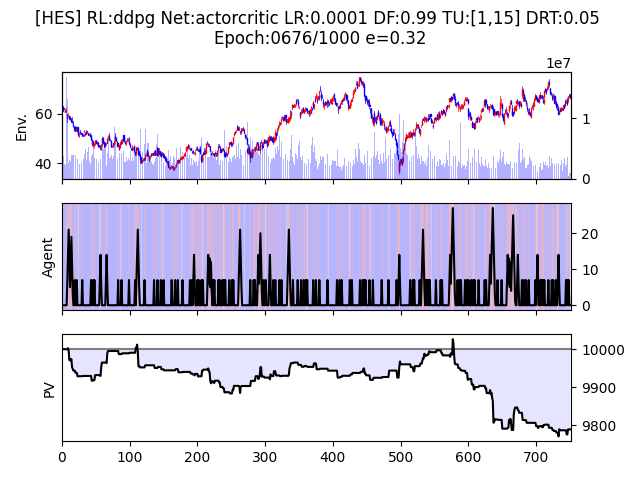 [HES] RL:ddpg Net:actorcritic LR:0.0001 DF:0.99 TU:[1,15] DRT:0.05
Epoch:0676/1000 e=0.32
1e7
Env.
60
40
1
0
Agent
20
10
0
PV
10000
9900
9800
0 100 200 300 400 500 600 700